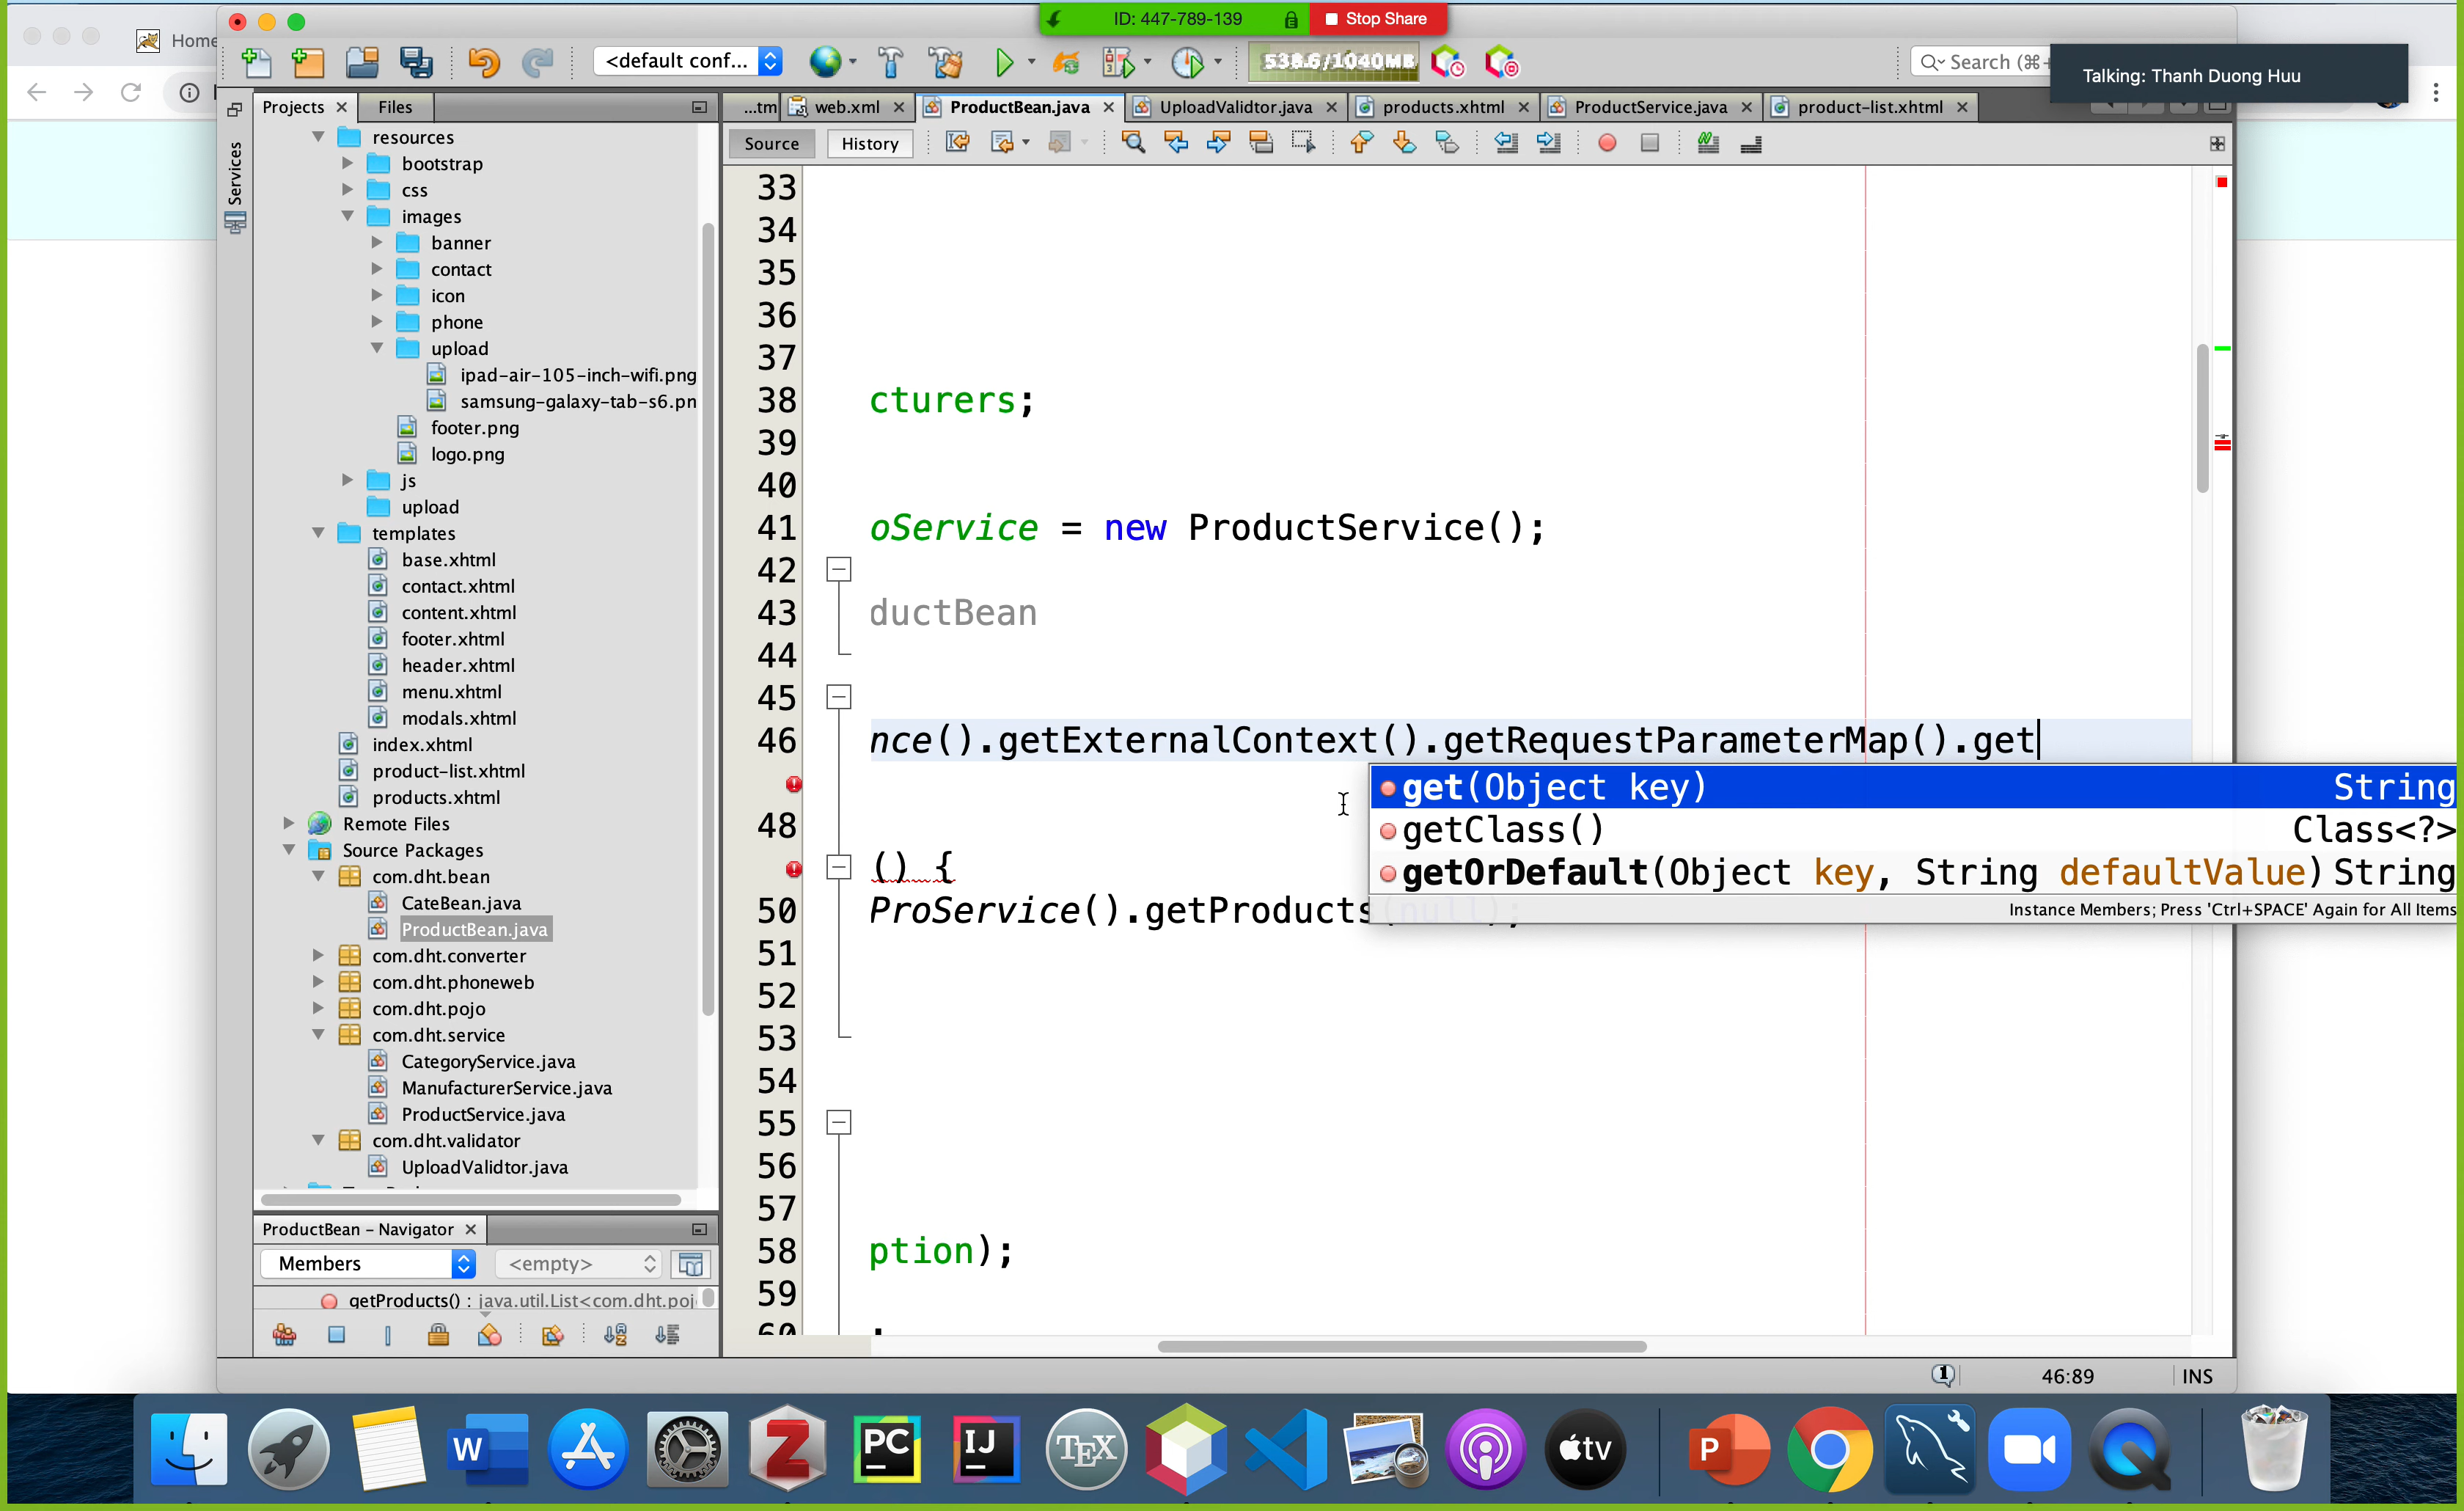 ID: 447-789-139
Stop Share
Home
<default conf...
538.6/1040MB
Search (⌘+
Talking: Thanh Duong Huu
Projects
Files
...tm
web.xml
ProductBean.java
UploadValidtor.java
products.xhtml
ProductService.java
product-list.xhtml
Source
History
Services
resources
bootstrap
css
images
banner
contact
icon
phone
upload
ipad-air-105-inch-wifi.png
samsung-galaxy-tab-s6.pn
footer.png
logo.png
js
upload
templates
base.xhtml
contact.xhtml
content.xhtml
footer.xhtml
header.xhtml
menu.xhtml
modals.xhtml
index.xhtml
product-list.xhtml
products.xhtml
Remote Files
Source Packages
com.dht.bean
CateBean.java
ProductBean.java
com.dht.converter
com.dht.phoneweb
com.dht.pojo
com.dht.service
CategoryService.java
ManufacturerService.java
ProductService.java
com.dht.validator
UploadValidtor.java
ProductBean - Navigator
Members
<empty>
getProducts() : java.util.List<com.dht.poj
33
34
35
36
37
38 cturers;
39
40
41 oService = new ProductService();
42
43 ductBean
44
45
46 nce().getExternalContext().getRequestParameterMap().get
48
() {
50 ProService().getProducts(null);
51
52
53
54
55
56
57
58 ption);
59
60
get(Object key) String
getClass() Class<?>
getOrDefault(Object key, String defaultValue) String
Instance Members; Press 'Ctrl+SPACE' Again for All Items
1
46:89
INS
W
Z
PC
IJ
TEX
tv
P